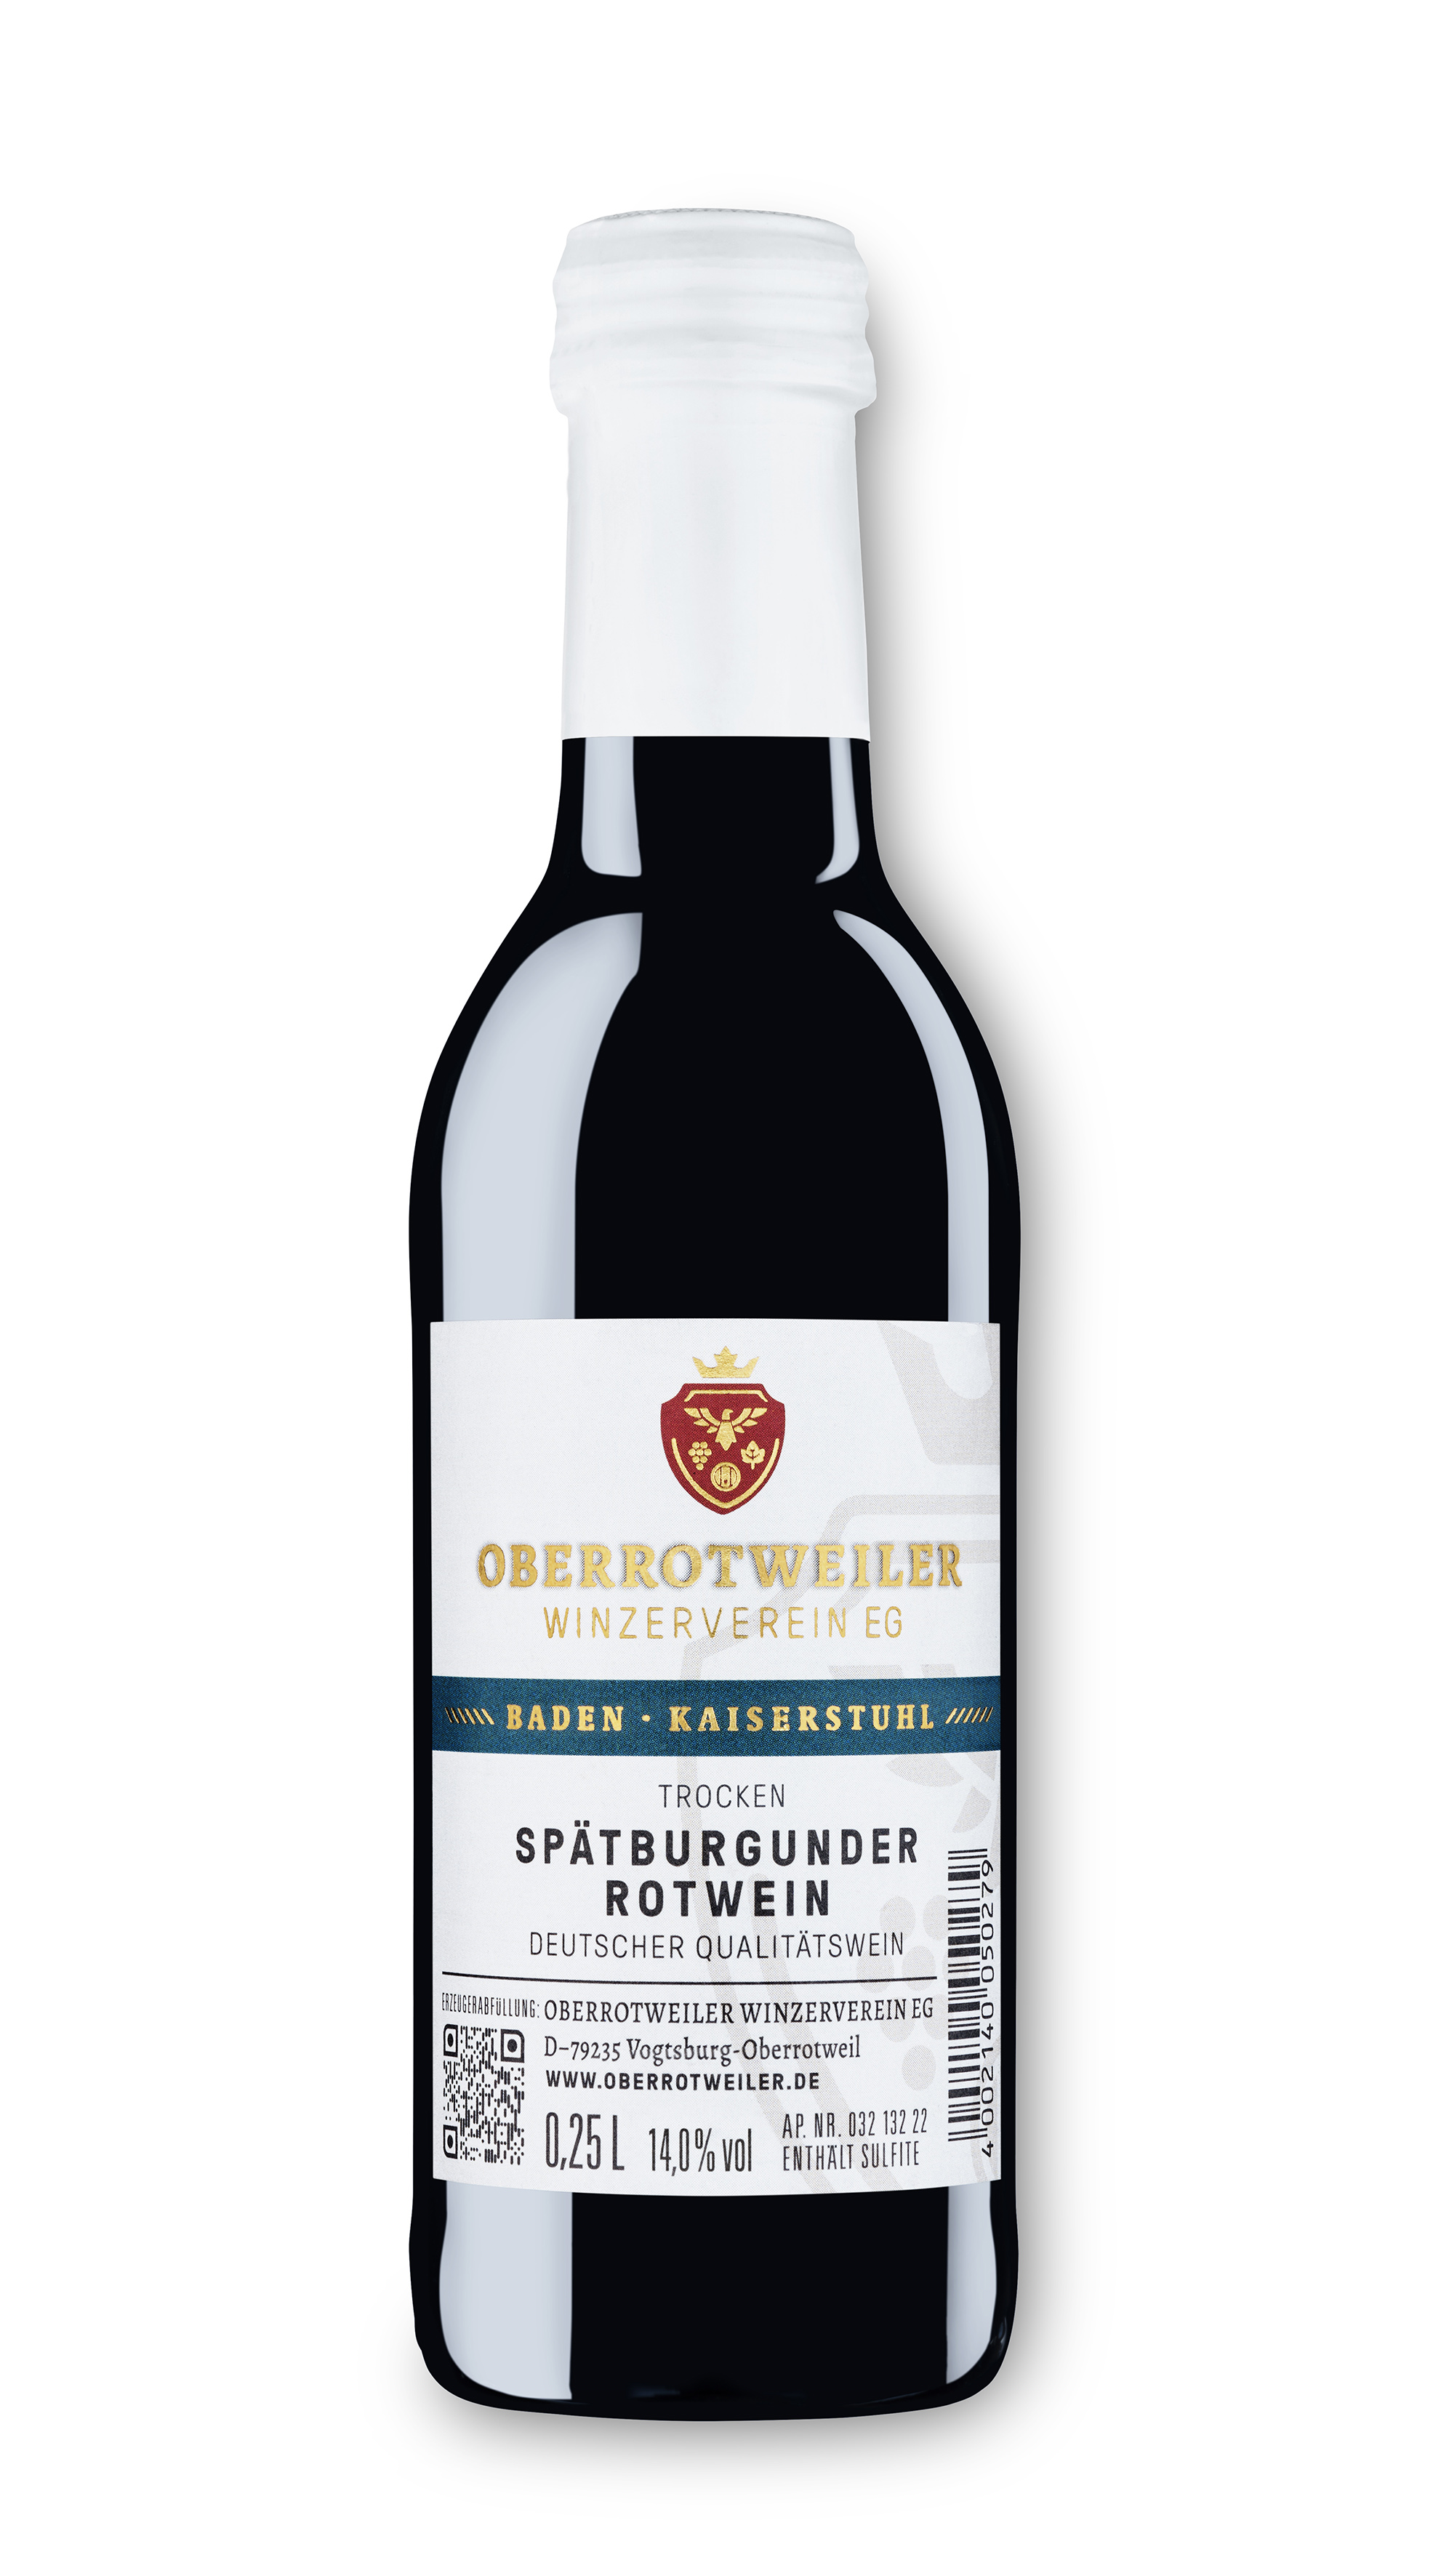 OBERROTWEILER
WINZERVEREIN EG
BADEN · KAISERSTUHL
TROCKEN
SPÄTBURGUNDER
ROTWEIN
DEUTSCHER QUALITÄTSWEIN
ERZEUGERABFÜLLUNG: OBERROTWEILER WINZERVEREIN EG
D-79235 Vogtsburg-Oberrotweil
WWW.OBERROTWEILER.DE
0,25 L 14,0% vol
AP. NR. 032 132 22
ENTHÄLT SULFITE
4 002140 050279